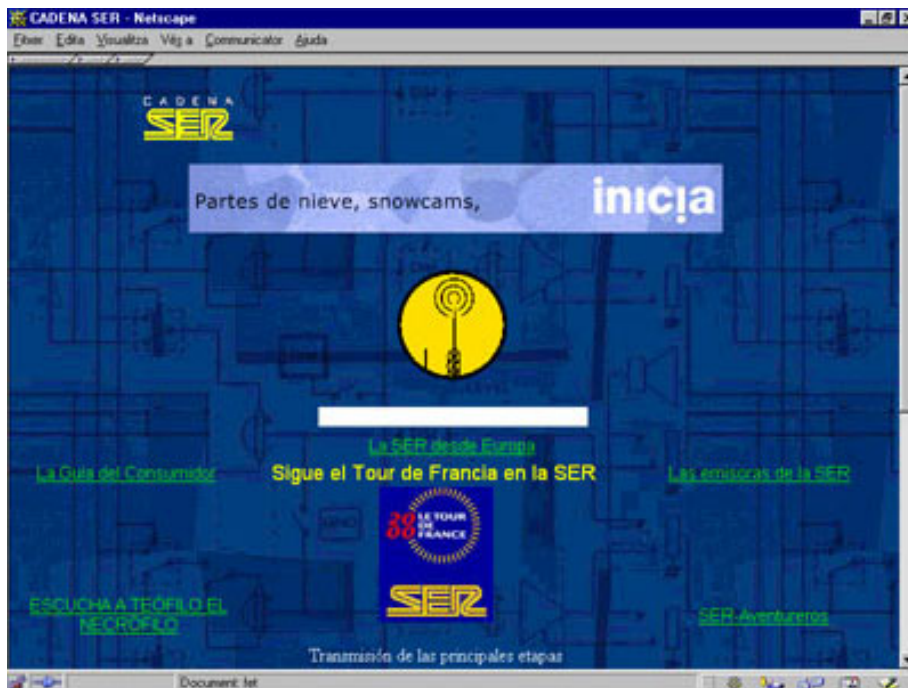 CADENA SER - Netscape
Fitxer Edita Visualitza Vés a Communicator Ajuda
CADENA
SER
Partes de nieve, snowcams,
inicia
La SER desde Europa
La Guia del Consumidor
Sigue el Tour de Francia en la SER
Las emisoras de la SER
2000 LE TOUR
DE
FRANCE
SER
ESCUCHA A TEÓFILO EL
NECRÓFILO
SER-Aventureros
Transmisión de las principales etapas
Document: fet